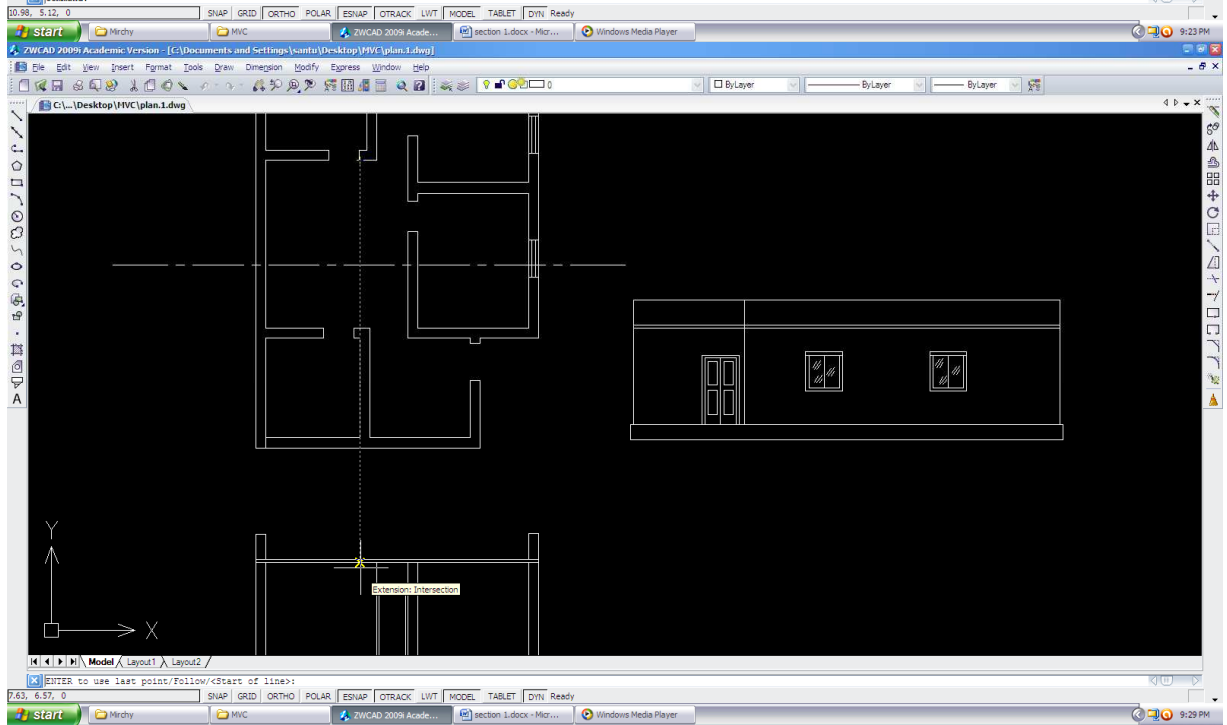 10.98, 5.12, 0 SNAP GRID ORTHO POLAR ESNAP OTRACK LWT MODEL TABLET DYN Ready
start Mirchy MVC ZWCAD 2009i Acade... section 1.docx - Micr... Windows Media Player 9:23 PM
ZWCAD 2009i Academic Version - [C:\Documents and Settings\santu\Desktop\MVC\plan.1.dwg]
File Edit View Insert Format Tools Draw Dimension Modify Express Window Help
0 ByLayer ByLayer ByLayer
C:\...\Desktop\MVC\plan.1.dwg
A
Y
Extension: Intersection
X
Model Layout1 Layout2
ENTER to use last point/Follow/<Start of line>:
7.63, 6.57, 0 SNAP GRID ORTHO POLAR ESNAP OTRACK LWT MODEL TABLET DYN Ready
start Mirchy MVC ZWCAD 2009i Acade... section 1.docx - Micr... Windows Media Player 9:29 PM